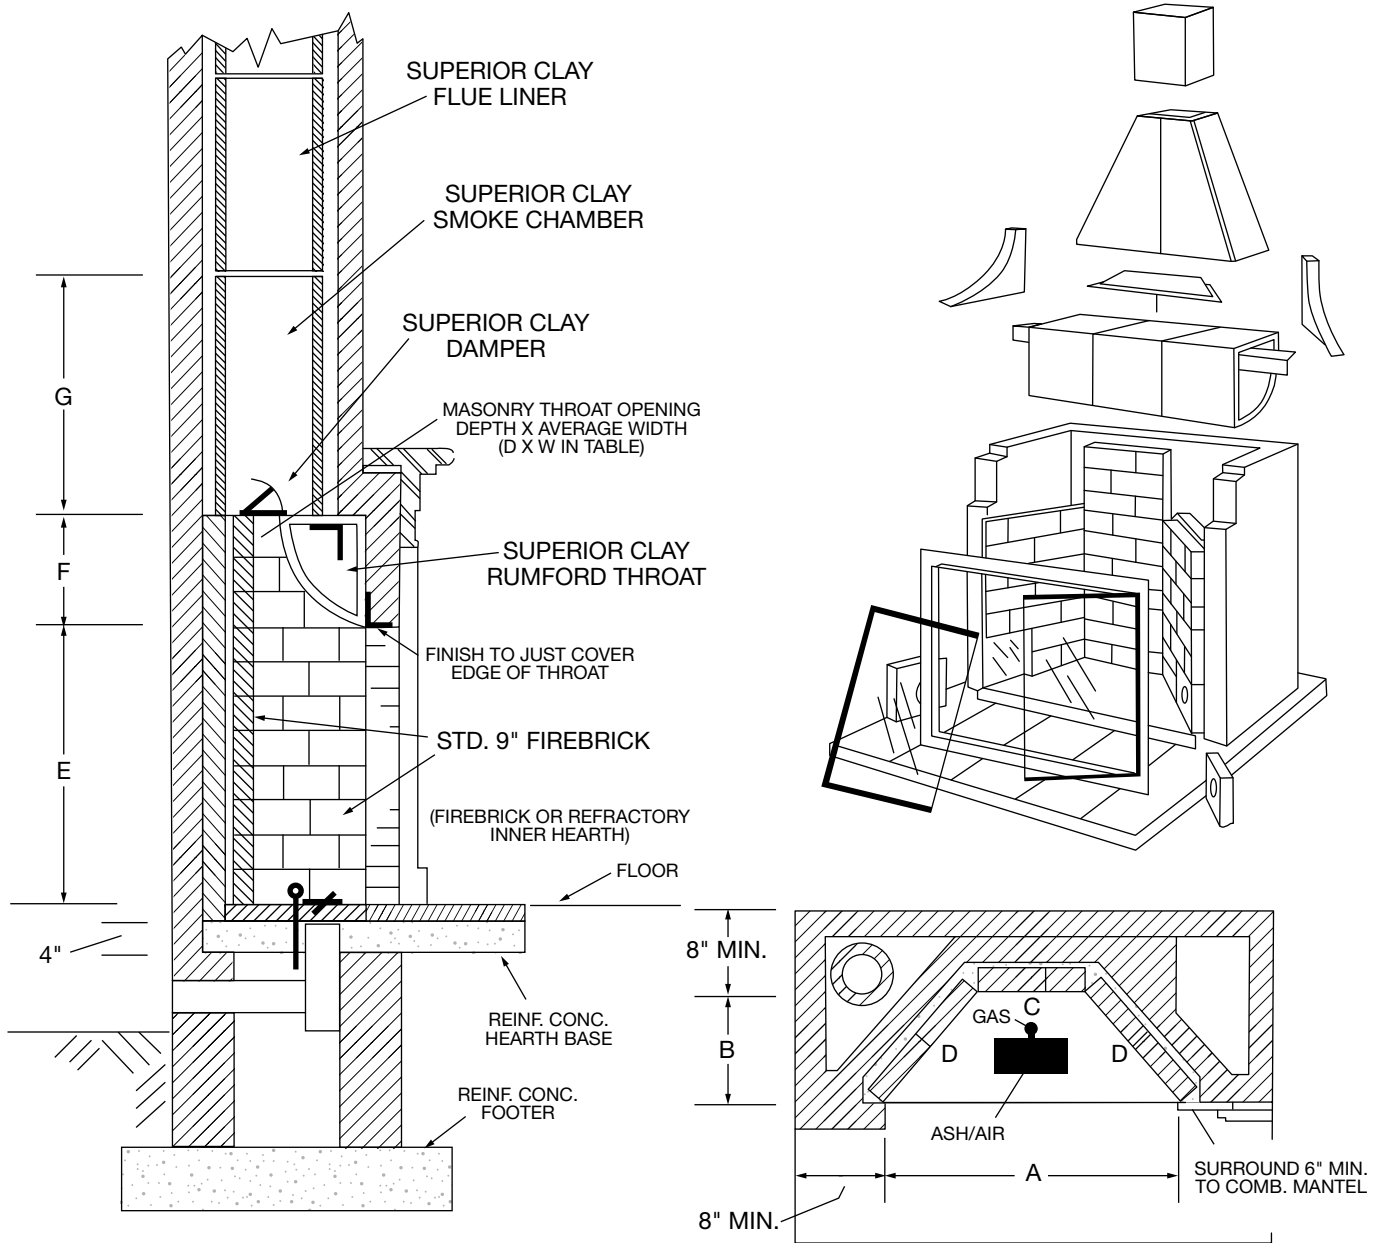 SUPERIOR CLAY
FLUE LINER
SUPERIOR CLAY
SMOKE CHAMBER
SUPERIOR CLAY
DAMPER
G
MASONRY THROAT OPENING
DEPTH X AVERAGE WIDTH
(D X W IN TABLE)
SUPERIOR CLAY
RUMFORD THROAT
F
FINISH TO JUST COVER
EDGE OF THROAT
STD. 9" FIREBRICK
E
(FIREBRICK OR REFRACTORY
INNER HEARTH)
FLOOR
4"
REINF. CONC.
HEARTH BASE
REINF. CONC.
FOOTER
8" MIN.
B
C
GAS
D
D
ASH/AIR
A
SURROUND 6" MIN.
TO COMB. MANTEL
8" MIN.